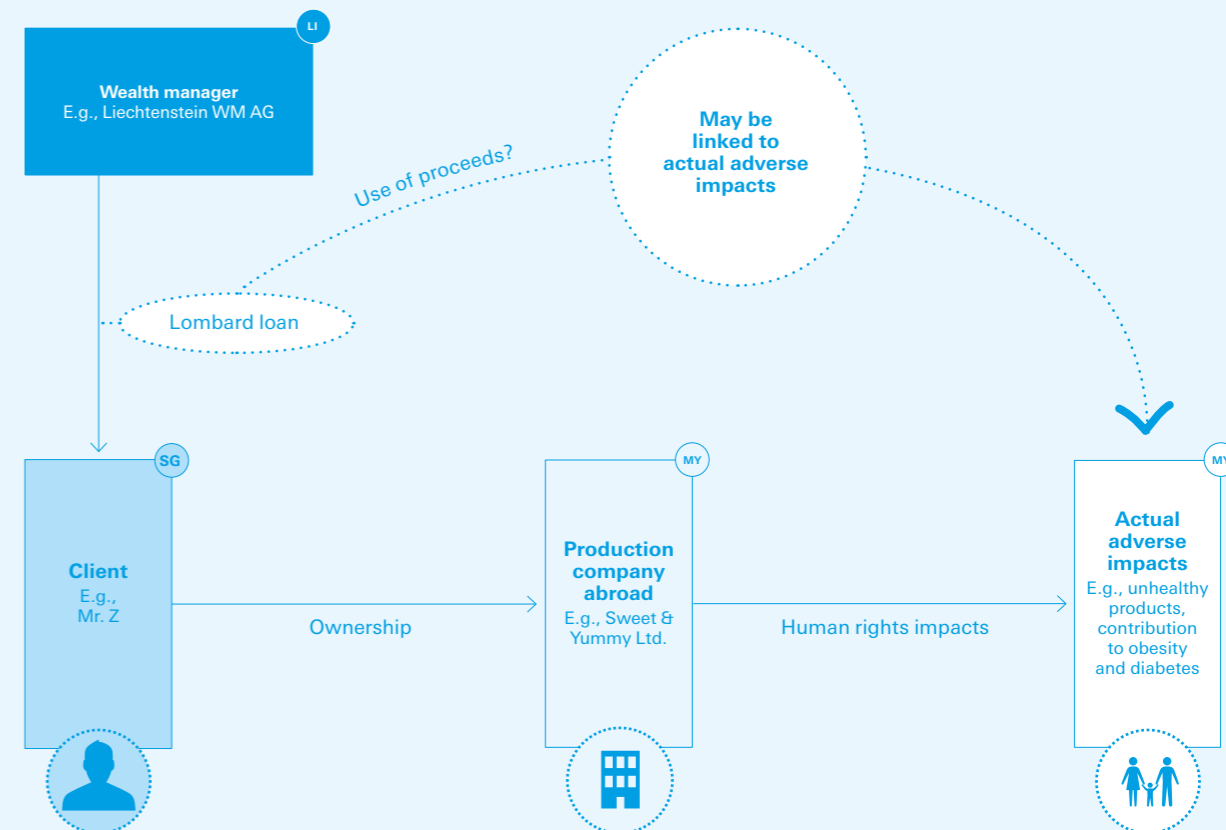 LI
Wealth manager
E.g., Liechtenstein WM AG
May be
linked to
actual adverse
impacts
Use of proceeds?
Lombard loan
SG
Client
E.g.,
Mr. Z
Ownership
MY
Production
company
abroad
E.g., Sweet &
Yummy Ltd.
Human rights impacts
MY
Actual
adverse
impacts
E.g., unhealthy
products,
contribution
to obesity
and diabetes